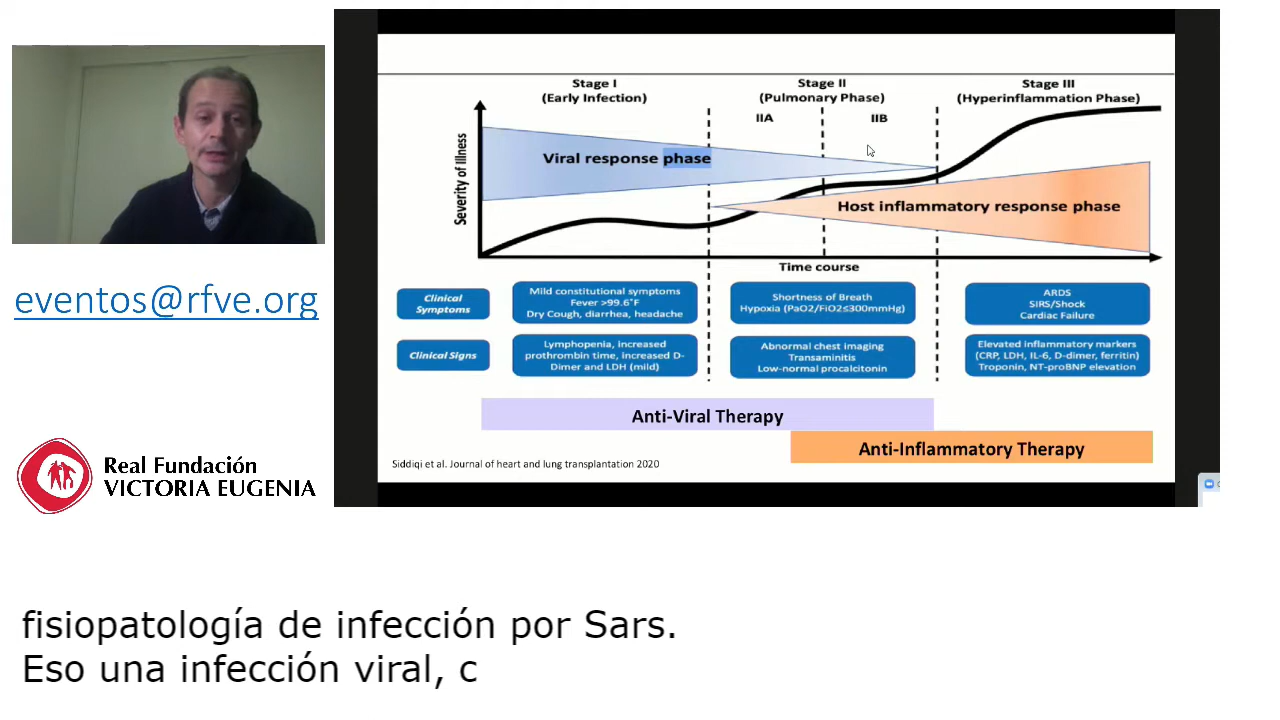 Stage I
(Early Infection)
Stage II
(Pulmonary Phase)
Stage III
(Hyperinflammation Phase)
IIA
IIB
Severity of Illness
Viral response phase
Host inflammatory response phase
Time course
Clinical
Symptoms
Mild constitutional symptoms
Fever >99.6°F
Dry Cough, diarrhea, headache
Shortness of Breath
Hypoxia (PaO2/FiO2≤300mmHg)
ARDS
SIRS/Shock
Cardiac Failure
Clinical Signs
Lymphopenia, increased
prothrombin time, increased D-
Dimer and LDH (mild)
Abnormal chest imaging
Transaminitis
Low-normal procalcitonin
Elevated inflammatory markers
(CRP, LDH, IL-6, D-dimer, ferritin)
Troponin, NT-proBNP elevation
Anti-Viral Therapy
Anti-Inflammatory Therapy
Siddiqi et al. Journal of heart and lung transplantation 2020
eventos@rfve.org
Real Fundación
VICTORIA EUGENIA
fisiopatología de infección por Sars.
Eso una infección viral, c